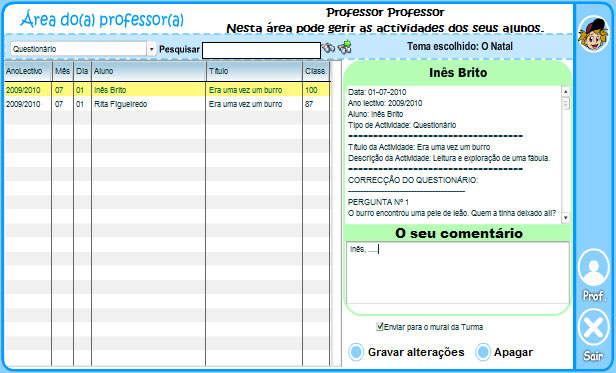 Área do(a) professor(a)
Professor Professor
Nesta área pode gerir as actividades dos seus alunos.
Questionário
Pesquisar
Tema escolhido: O Natal
AnoLectivo Mês Dia Aluno Título Class.
2009/2010 07 01 Inês Brito Era uma vez um burro 100
2009/2010 07 01 Rita Figueiredo Era uma vez um burro 87
Inês Brito
Data: 01-07-2010
Ano lectivo: 2009/2010
Aluno: Inês Brito
Tipo de Actividade: Questionário
====================================
Título da Actividade: Era uma vez um burro
Descrição da Actividade: Leitura e exploração de uma fábula.
====================================
CORRECÇÃO DO QUESTIONÁRIO:
----------------------------------------
PERGUNTA Nº 1
O burro encontrou uma pele de leão. Quem a tinha deixado ali?
O seu comentário
Inês, .....
Enviar para o mural da Turma
Gravar alterações
Apagar
Prof.
Sair